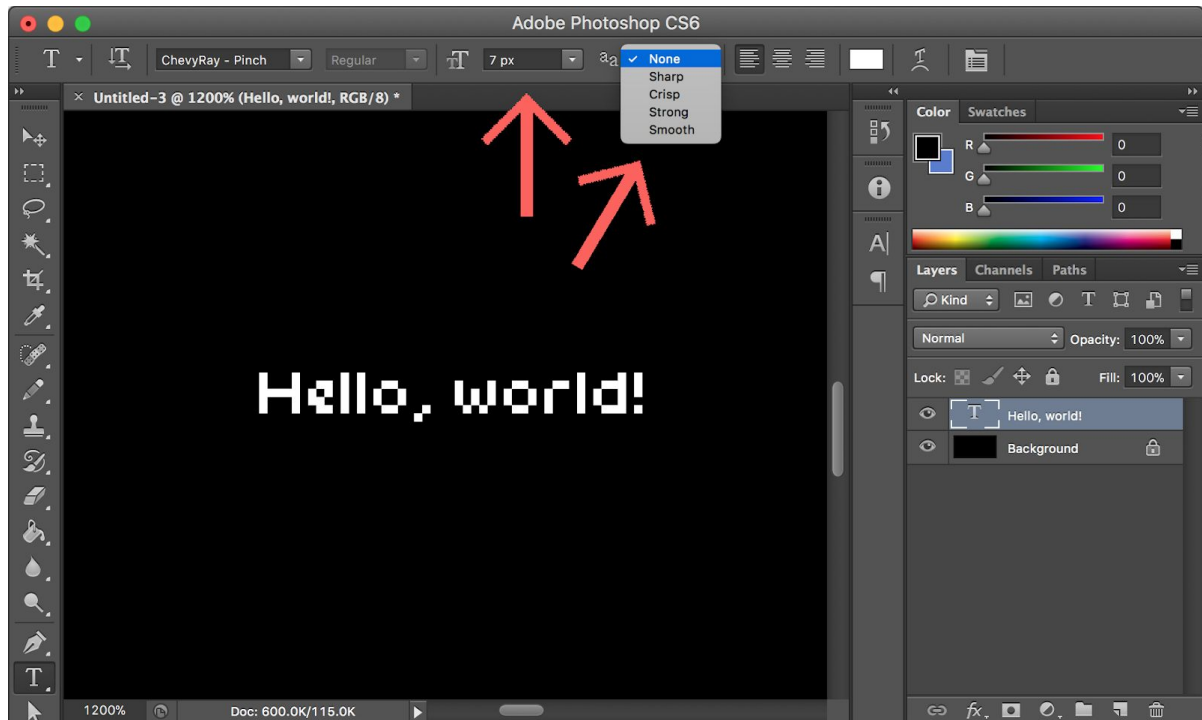 Adobe Photoshop CS6
T ChevyRay - Pinch Regular T 7 px aa None
Sharp
Crisp
Strong
Smooth
× Untitled-3 @ 1200% (Hello, world!, RGB/8) *
Color Swatches
R 0
G 0
B 0
A
Layers Channels Paths
Kind T
Normal Opacity: 100%
Lock: Fill: 100%
T Hello, world!
Background
Hello, world!
T
1200% Doc: 600.0K/115.0K
fx.